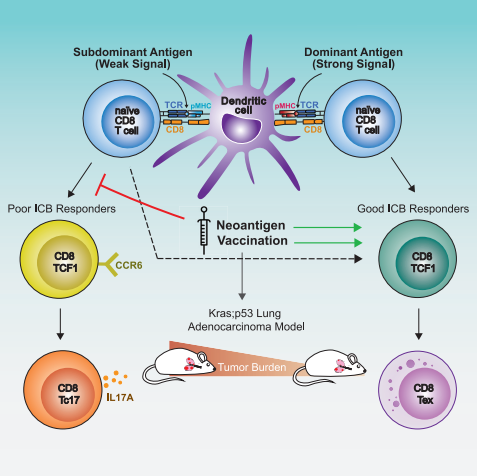 Subdominant Antigen
(Weak Signal)
Dominant Antigen
(Strong Signal)
naïve
CD8
T cell
TCR
pMHC
CD8
Dendritic
cell
pMHC
TCR
CD8
naïve
CD8
T cell
Poor ICB Responders
Good ICB Responders
Neoantigen
Vaccination
CD8
TCF1
CCR6
CD8
TCF1
Kras;p53 Lung
Adenocarcinoma Model
Tumor Burden
CD8
Tc17
IL17A
CD8
Tex